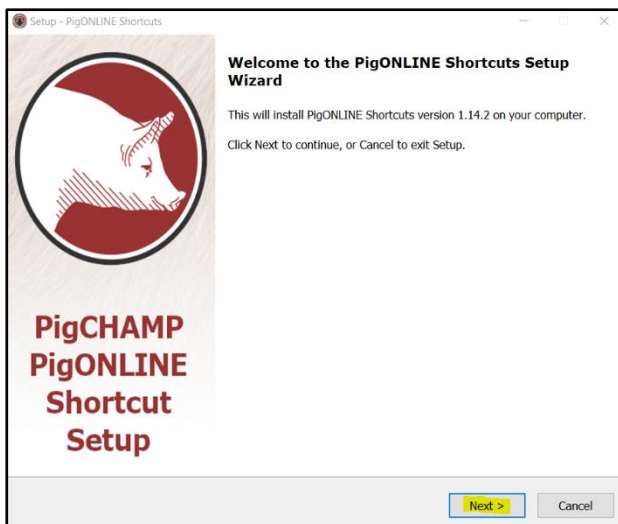 Setup - PigONLINE Shortcuts
Welcome to the PigONLINE Shortcuts Setup
Wizard
This will install PigONLINE Shortcuts version 1.14.2 on your computer.
Click Next to continue, or Cancel to exit Setup.
PigCHAMP
PigONLINE
Shortcut
Setup
Next >
Cancel